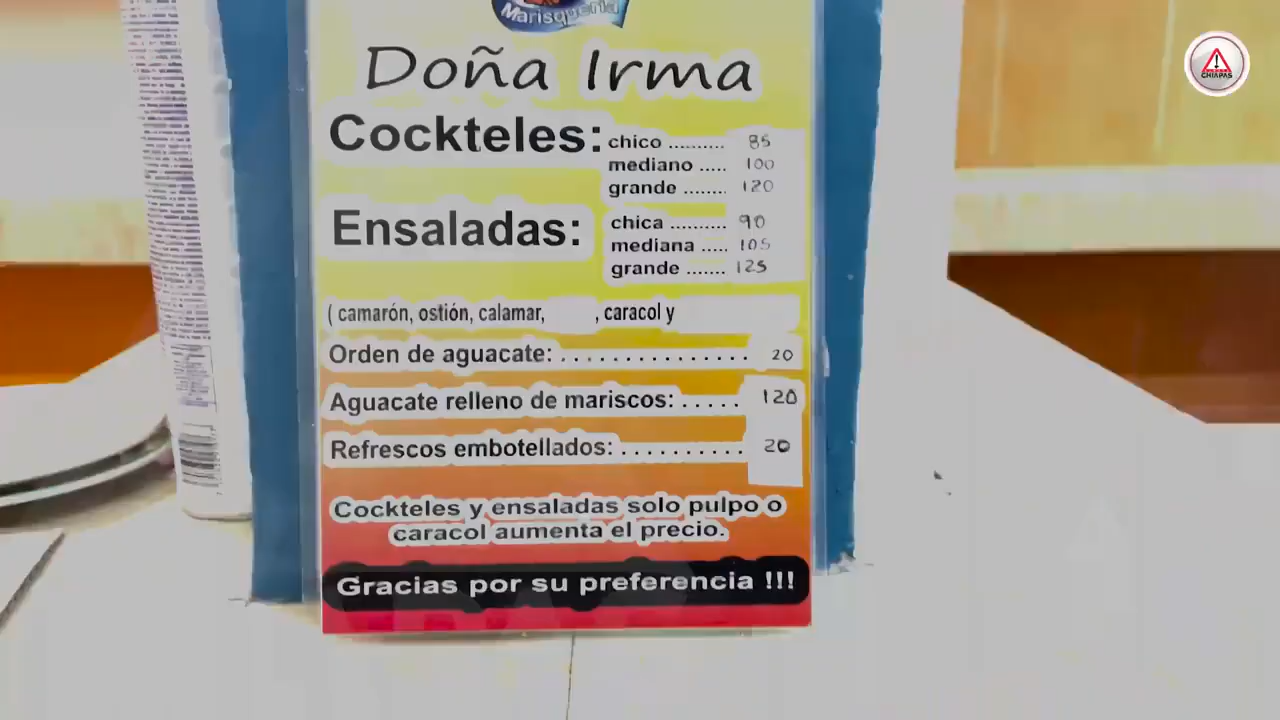 Marisquería
Doña Irma
Cockteles:
chico ......... 85
mediano ..... 100
grande ........ 120
Ensaladas:
chica .......... 90
mediana ..... 105
grande ....... 125
( camarón, ostión, calamar, , caracol y
Orden de aguacate: . . . . . . . . . . . . . . . . 20
Aguacate relleno de mariscos: . . . . . 120
Refrescos embotellados: . . . . . . . . . . 20
Cockteles y ensaladas solo pulpo o
caracol aumenta el precio.
Gracias por su preferencia !!!
CHIAPAS